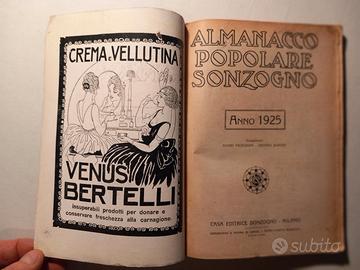 CREMA E VELLUTINA
VENUS
BERTELLI
insuperabili prodotti per donare e
conservare freschezza alla carnagione.
ALMANACCO
POPOLARE
SONZOGNO
ANNO 1925
CASA EDITRICE SONZOGNO - MILANO
subito